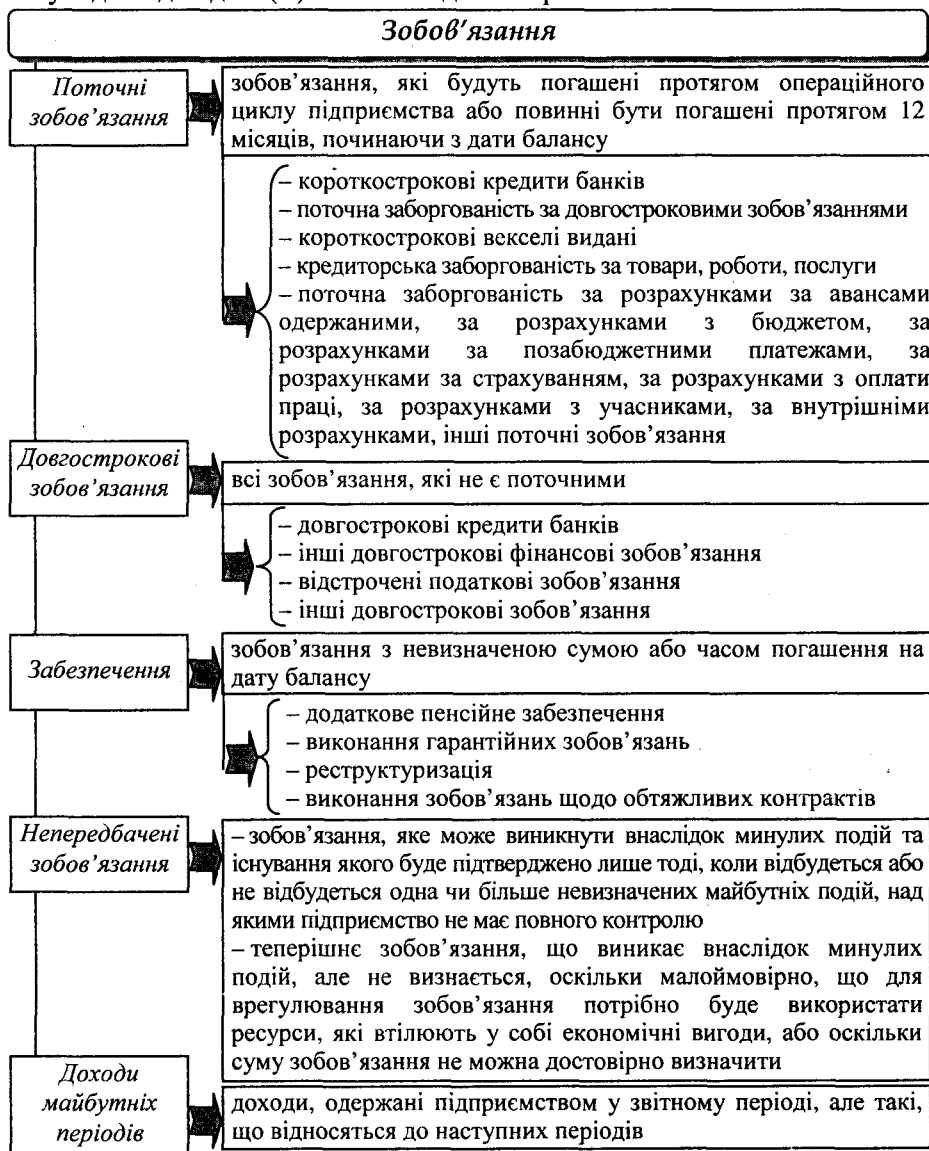 Зобов'язання
Поточні
зобов'язання
зобов'язання, які будуть погашені протягом операційного
циклу підприємства або повинні бути погашені протягом 12
місяців, починаючи з дати балансу
– короткострокові кредити банків
– поточна заборгованість за довгостроковими зобов'язаннями
– короткострокові векселі видані
– кредиторська заборгованість за товари, роботи, послуги
– поточна заборгованість за розрахунками за авансами
одержаними, за розрахунками з бюджетом, за
розрахунками за позабюджетними платежами, за
розрахунками за страхуванням, за розрахунками з оплати
праці, за розрахунками з учасниками, за внутрішніми
розрахунками, інші поточні зобов'язання
Довгострокові
зобов'язання
всі зобов'язання, які не є поточними
– довгострокові кредити банків
– інші довгострокові фінансові зобов'язання
– відстрочені податкові зобов'язання
– інші довгострокові зобов'язання
Забезпечення
зобов'язання з невизначеною сумою або часом погашення на
дату балансу
– додаткове пенсійне забезпечення
– виконання гарантійних зобов'язань
– реструктуризація
– виконання зобов'язань щодо обтяжливих контрактів
Непередбачені
зобов'язання
– зобов'язання, яке може виникнути внаслідок минулих подій та
існування якого буде підтверджено лише тоді, коли відбудеться або
не відбудеться одна чи більше невизначених майбутніх подій, над
якими підприємство не має повного контролю
– теперішнє зобов'язання, що виникає внаслідок минулих
подій, але не визнається, оскільки малоймовірно, що для
врегулювання зобов'язання потрібно буде використати
ресурси, які втілюють у собі економічні вигоди, або оскільки
суму зобов'язання не можна достовірно визначити
Доходи
майбутніх
періодів
доходи, одержані підприємством у звітному періоді, але такі,
що відносяться до наступних періодів